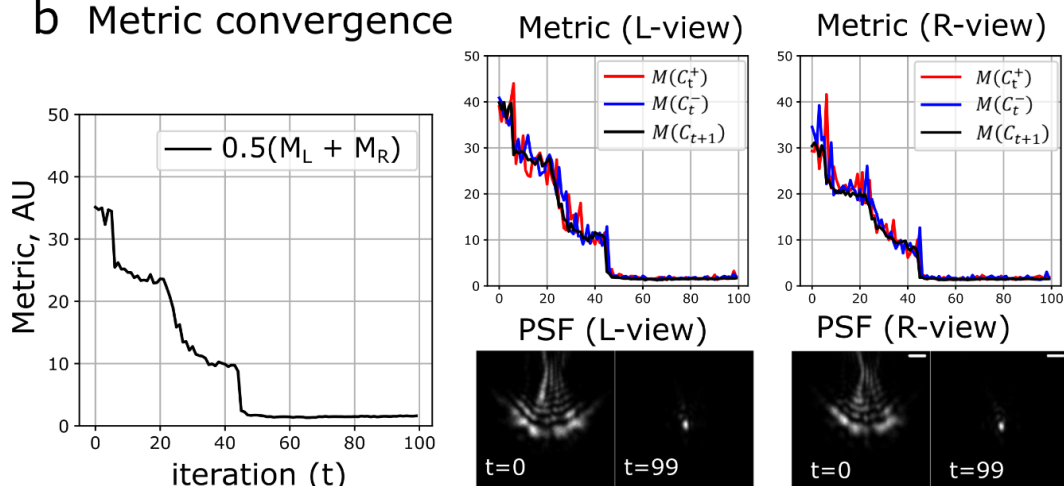 b Metric convergence
Metric, AU
50
40
30
20
10
0
0.5(M_L + M_R)
0 20 40 60 80 100
iteration (t)
Metric (L-view)
50
40
30
20
10
0
M(C_t^+)
M(C_t^-)
M(C_{t+1})
0 20 40 60 80 100
PSF (L-view)
t=0 t=99
Metric (R-view)
50
40
30
20
10
0
M(C_t^+)
M(C_t^-)
M(C_{t+1})
0 20 40 60 80 100
PSF (R-view)
t=0 t=99